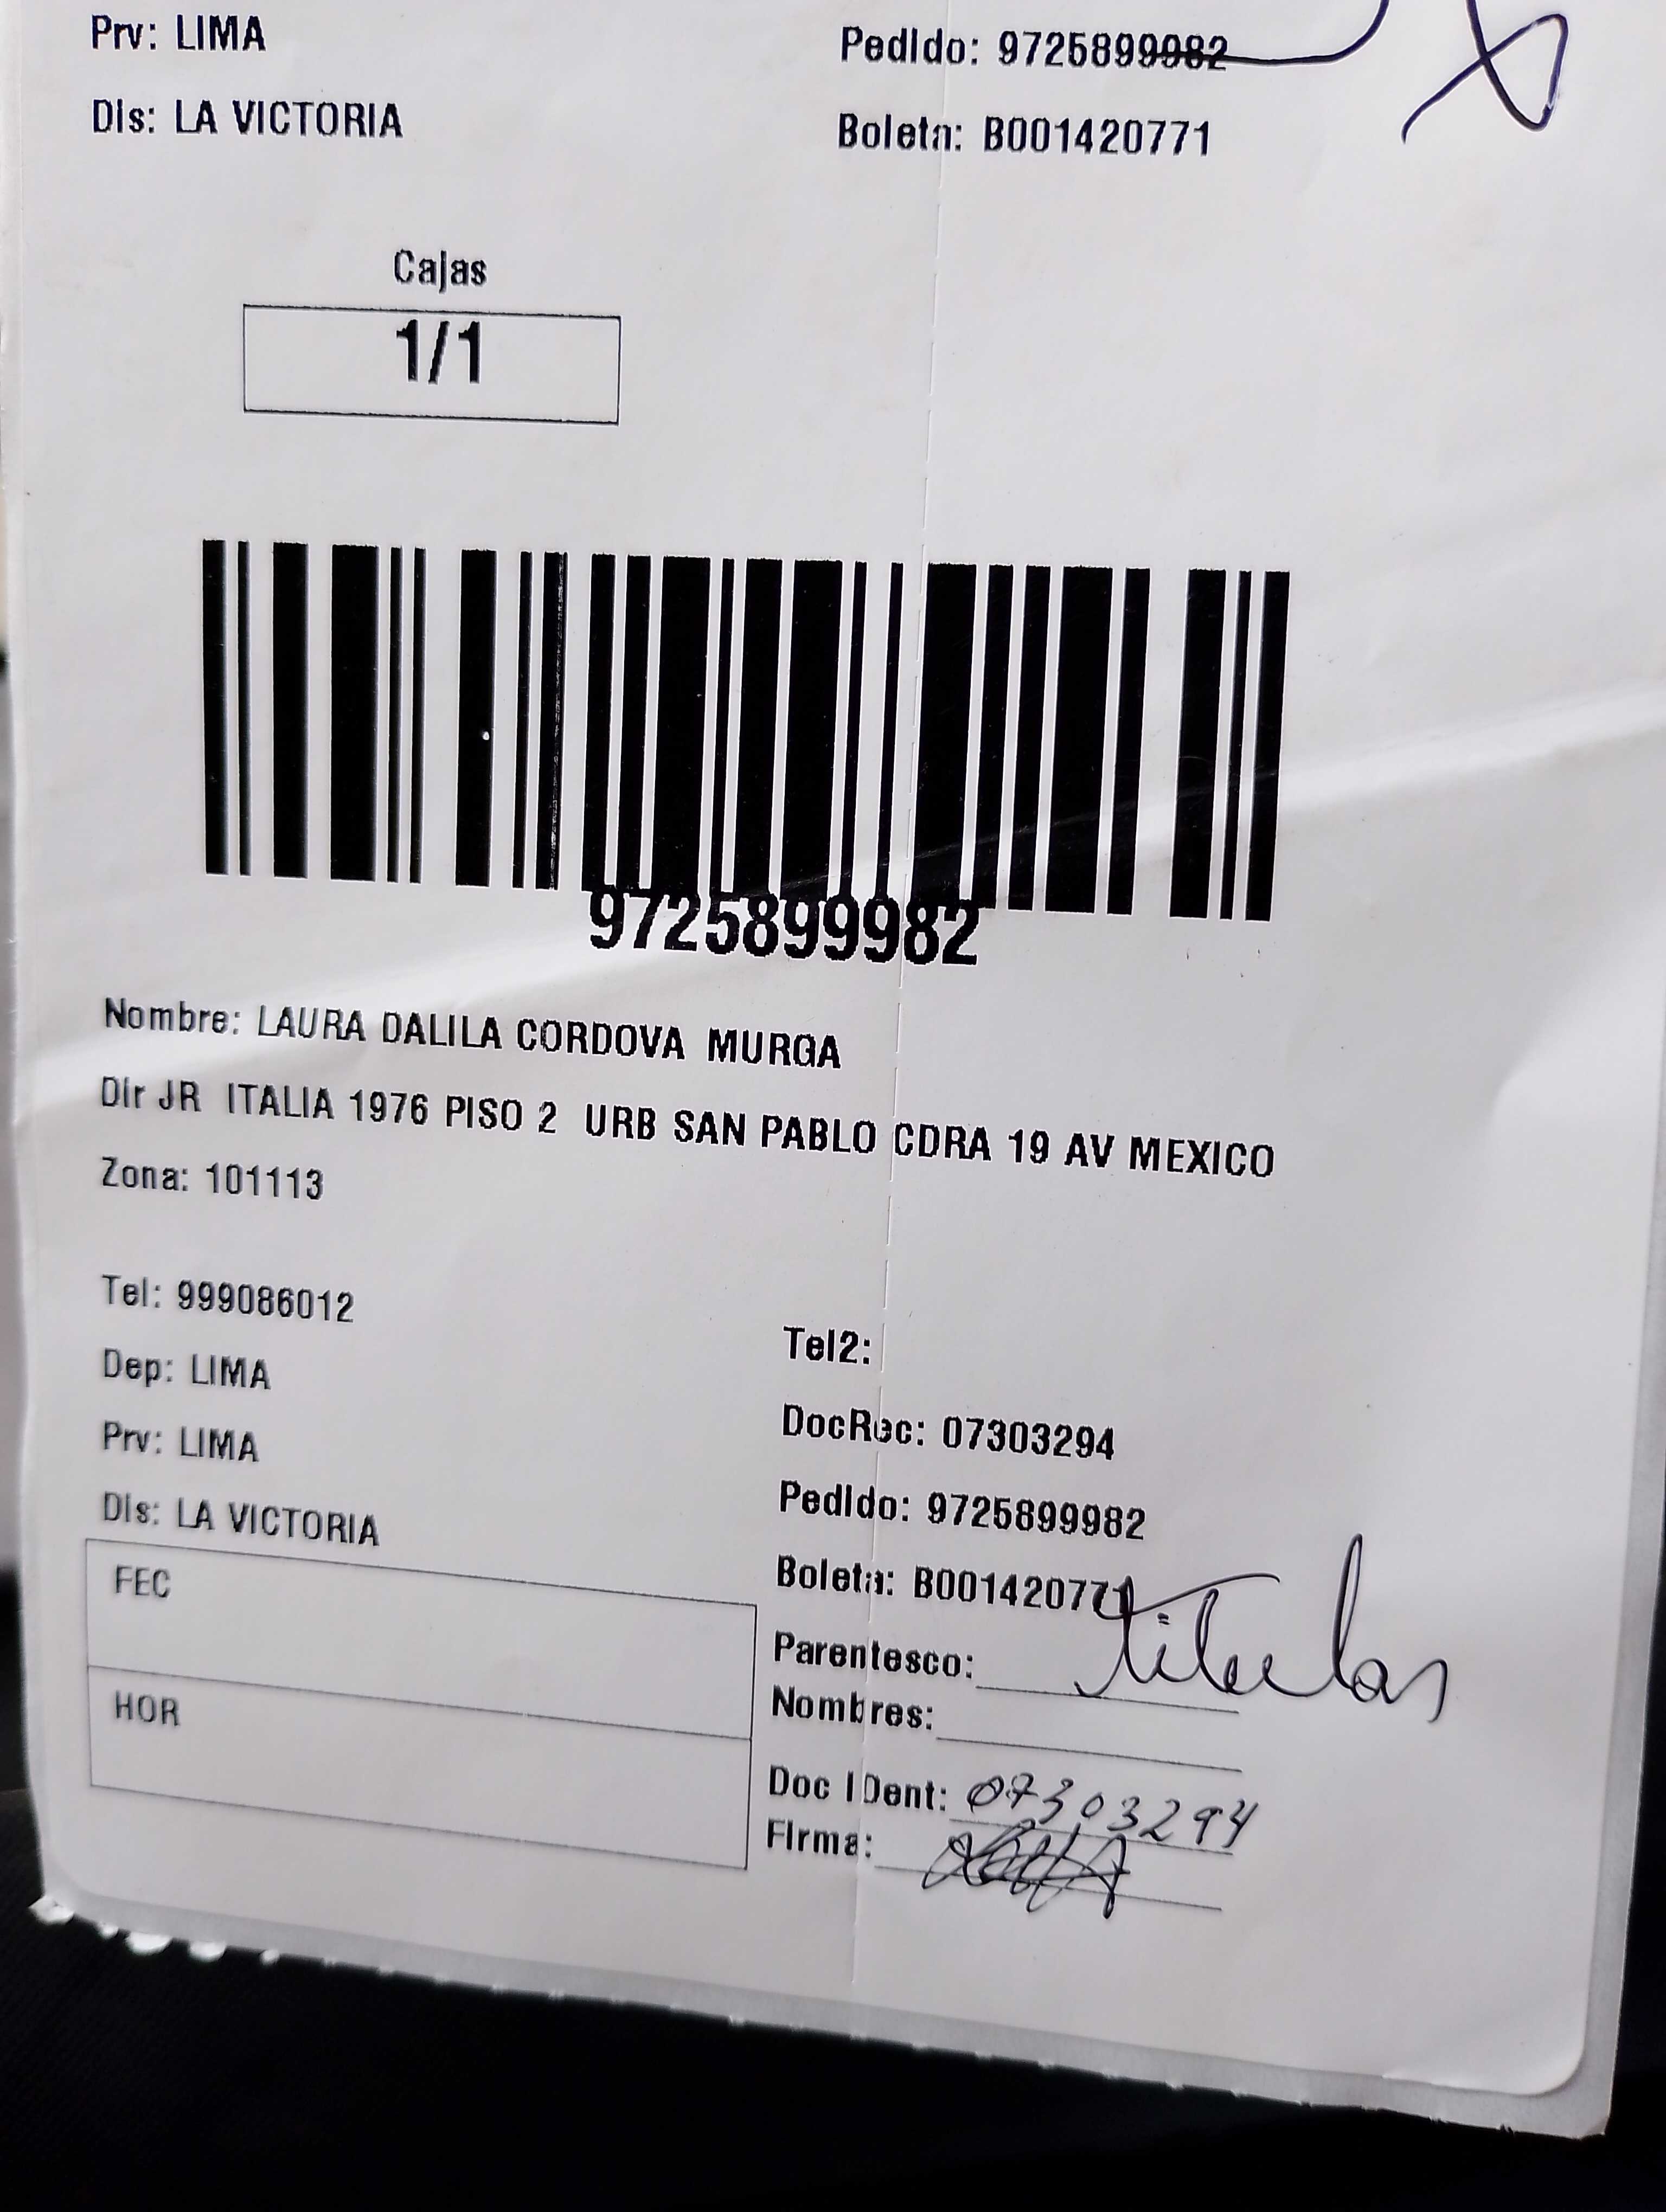 Prv: LIMA
Pedido: 9725899982
Dis: LA VICTORIA
Boleta: B001420771
Cajas
1/1
9725899982
Nombre: LAURA DALILA CORDOVA MURGA
Dir JR ITALIA 1976 PISO 2 URB SAN PABLO CDRA 19 AV MEXICO
Zona: 101113
Tel: 999086012
Tel2:
Dep: LIMA
DocRec: 07303294
Prv: LIMA
Pedido: 9725899982
Dis: LA VICTORIA
Boleta: B001420771
FEC
Parentesco: titular
HOR
Nombres:
Doc IDent: 07303294
Firma: